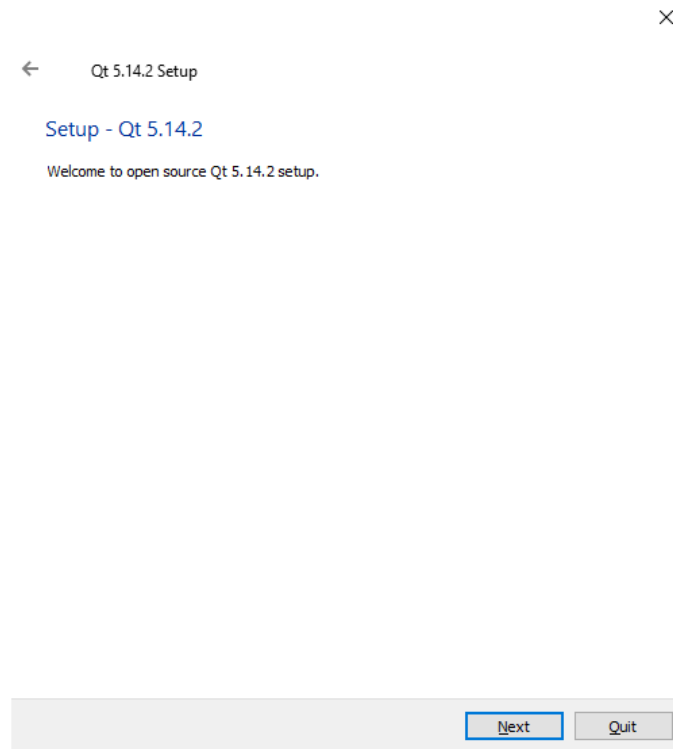 Qt 5.14.2 Setup
Setup - Qt 5.14.2
Welcome to open source Qt 5.14.2 setup.
Next
Quit